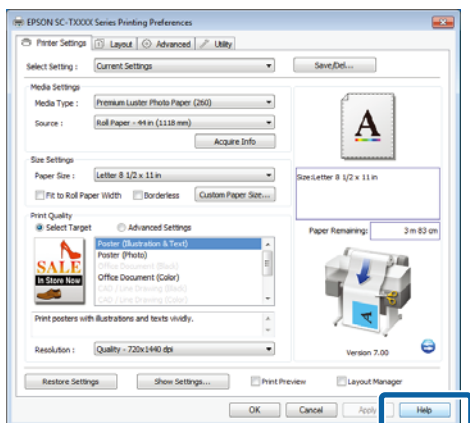 EPSON SC-TXXXX Series Printing Preferences
Printer Settings Layout Advanced Utility
Select Setting : Current Settings Save/Del...
Media Settings
Media Type : Premium Luster Photo Paper (260)
Source : Roll Paper - 44 in (1118 mm)
Acquire Info
A
Size Settings
Paper Size : Letter 8 1/2 x 11 in
Size:Letter 8 1/2 x 11 in
Fit to Roll Paper Width Borderless Custom Paper Size...
Print Quality
Select Target Advanced Settings
Paper Remaining: 3 m 83 cm
SALE
In Store Now
Poster (Illustration & Text)
Poster (Photo)
Office Document (Black)
Office Document (Color)
CAD / Line Drawing (Black)
CAD / Line Drawing (Color)
Print posters with illustrations and texts vividly.
Resolution : Quality - 720x1440 dpi
Version 7.00
Restore Settings Show Settings... Print Preview Layout Manager
OK Cancel Apply Help